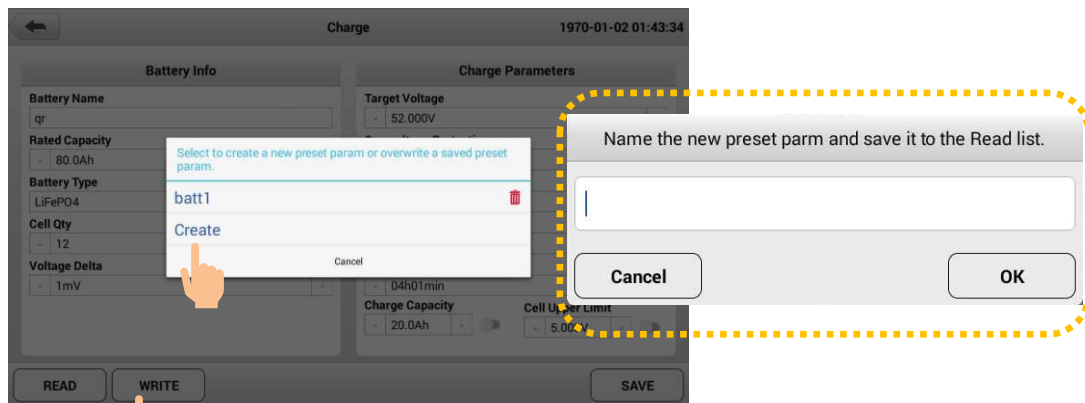 Charge
1970-01-02 01:43:34
Battery Info
Charge Parameters
Battery Name
qr
Rated Capacity
- 80.0Ah
Battery Type
LiFePO4
Cell Qty
- 12
Voltage Delta
- 1mV +
Target Voltage
- 52.000V
- 04h01min
Charge Capacity
- 20.0Ah +
Cell Upper Limit
Select to create a new preset param or overwrite a saved preset
param.
batt1
Create
Cancel
Name the new preset parm and save it to the Read list.
Cancel
OK
READ
WRITE
SAVE